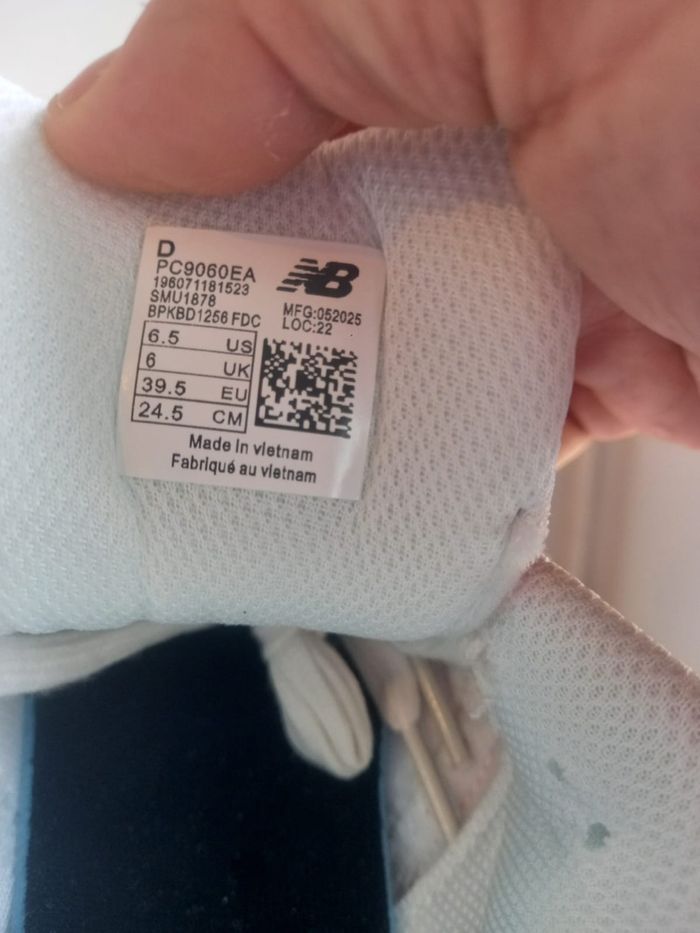 D
PC9060EA
196071181523
SMU1878
BPKBD1256 FDC
NB
MFG:052025
LOC:22
6.5 US
6 UK
39.5 EU
24.5 CM
Made In vietnam
Fabriqué au vietnam